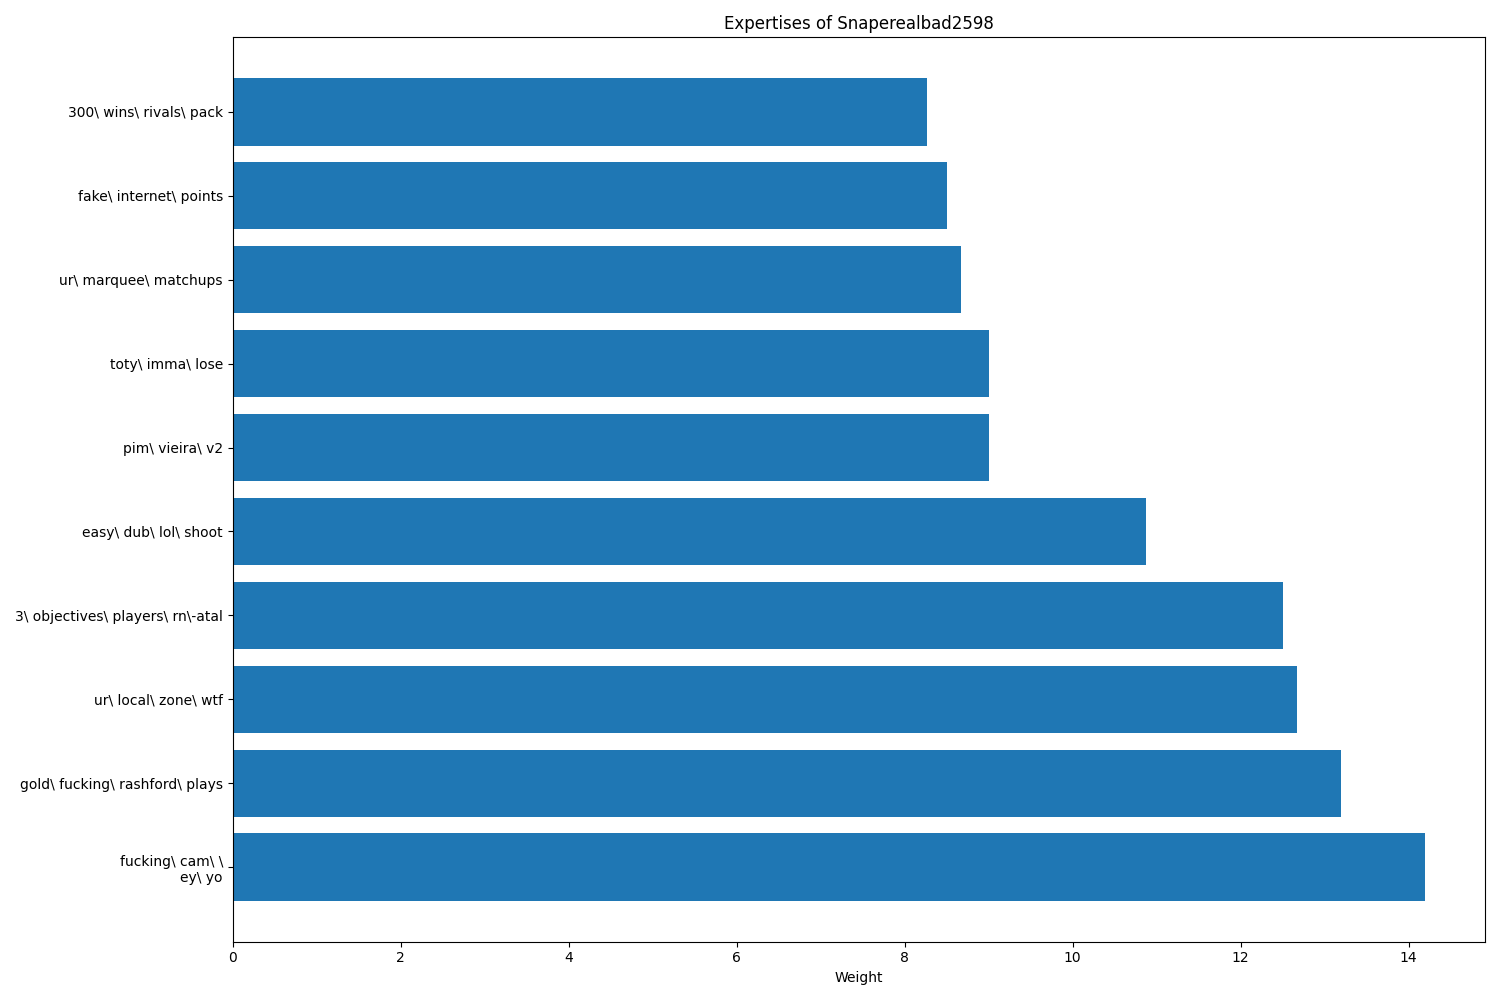 Expertises of Snaperealbad2598
300\ wins\ rivals\ pack
fake\ internet\ points
ur\ marquee\ matchups
toty\ imma\ lose
pim\ vieira\ v2
easy\ dub\ lol\ shoot
3\ objectives\ players\ rn\-atal
ur\ local\ zone\ wtf
gold\ fucking\ rashford\ plays
fucking\ cam\ \
ey\ yo
0 2 4 6 8 10 12 14
Weight